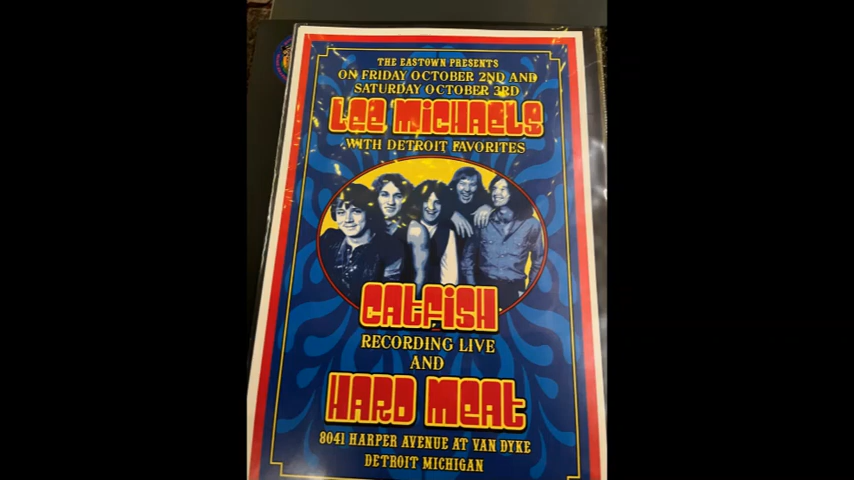 THE EASTOWN PRESENTS
ON FRIDAY OCTOBER 2ND AND
SATURDAY OCTOBER 3RD
LEE MICHAELS
WITH DETROIT FAVORITES
CATFISH
RECORDING LIVE
AND
HARD MEAT
8041 HARPER AVENUE AT VAN DYKE
DETROIT MICHIGAN